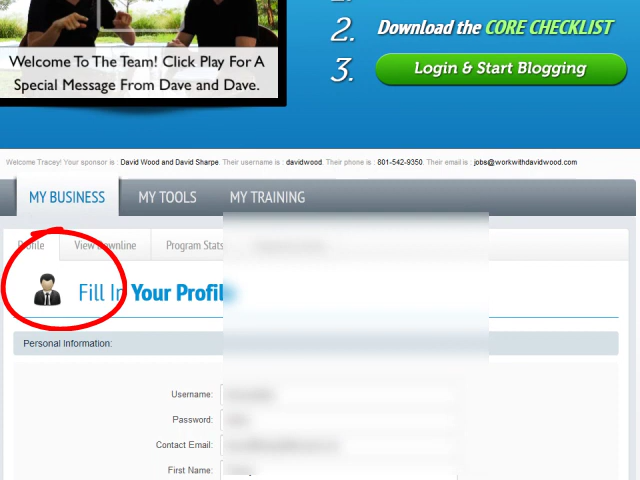 2. Download the CORE CHECKLIST
Welcome To The Team! Click Play For A
Special Message From Dave and Dave.
3. Login & Start Blogging
Welcome Tracey! Your sponsor is : David Wood and David Sharpe. Their username is : davidwood. Their phone is : 801-542-9350. Their email is : jobs@workwithdavidwood.com
MY BUSINESS MY TOOLS MY TRAINING
Profile View Downline Program Stats
Fill In Your Profile
Personal Information:
Username:
Password:
Contact Email:
First Name: